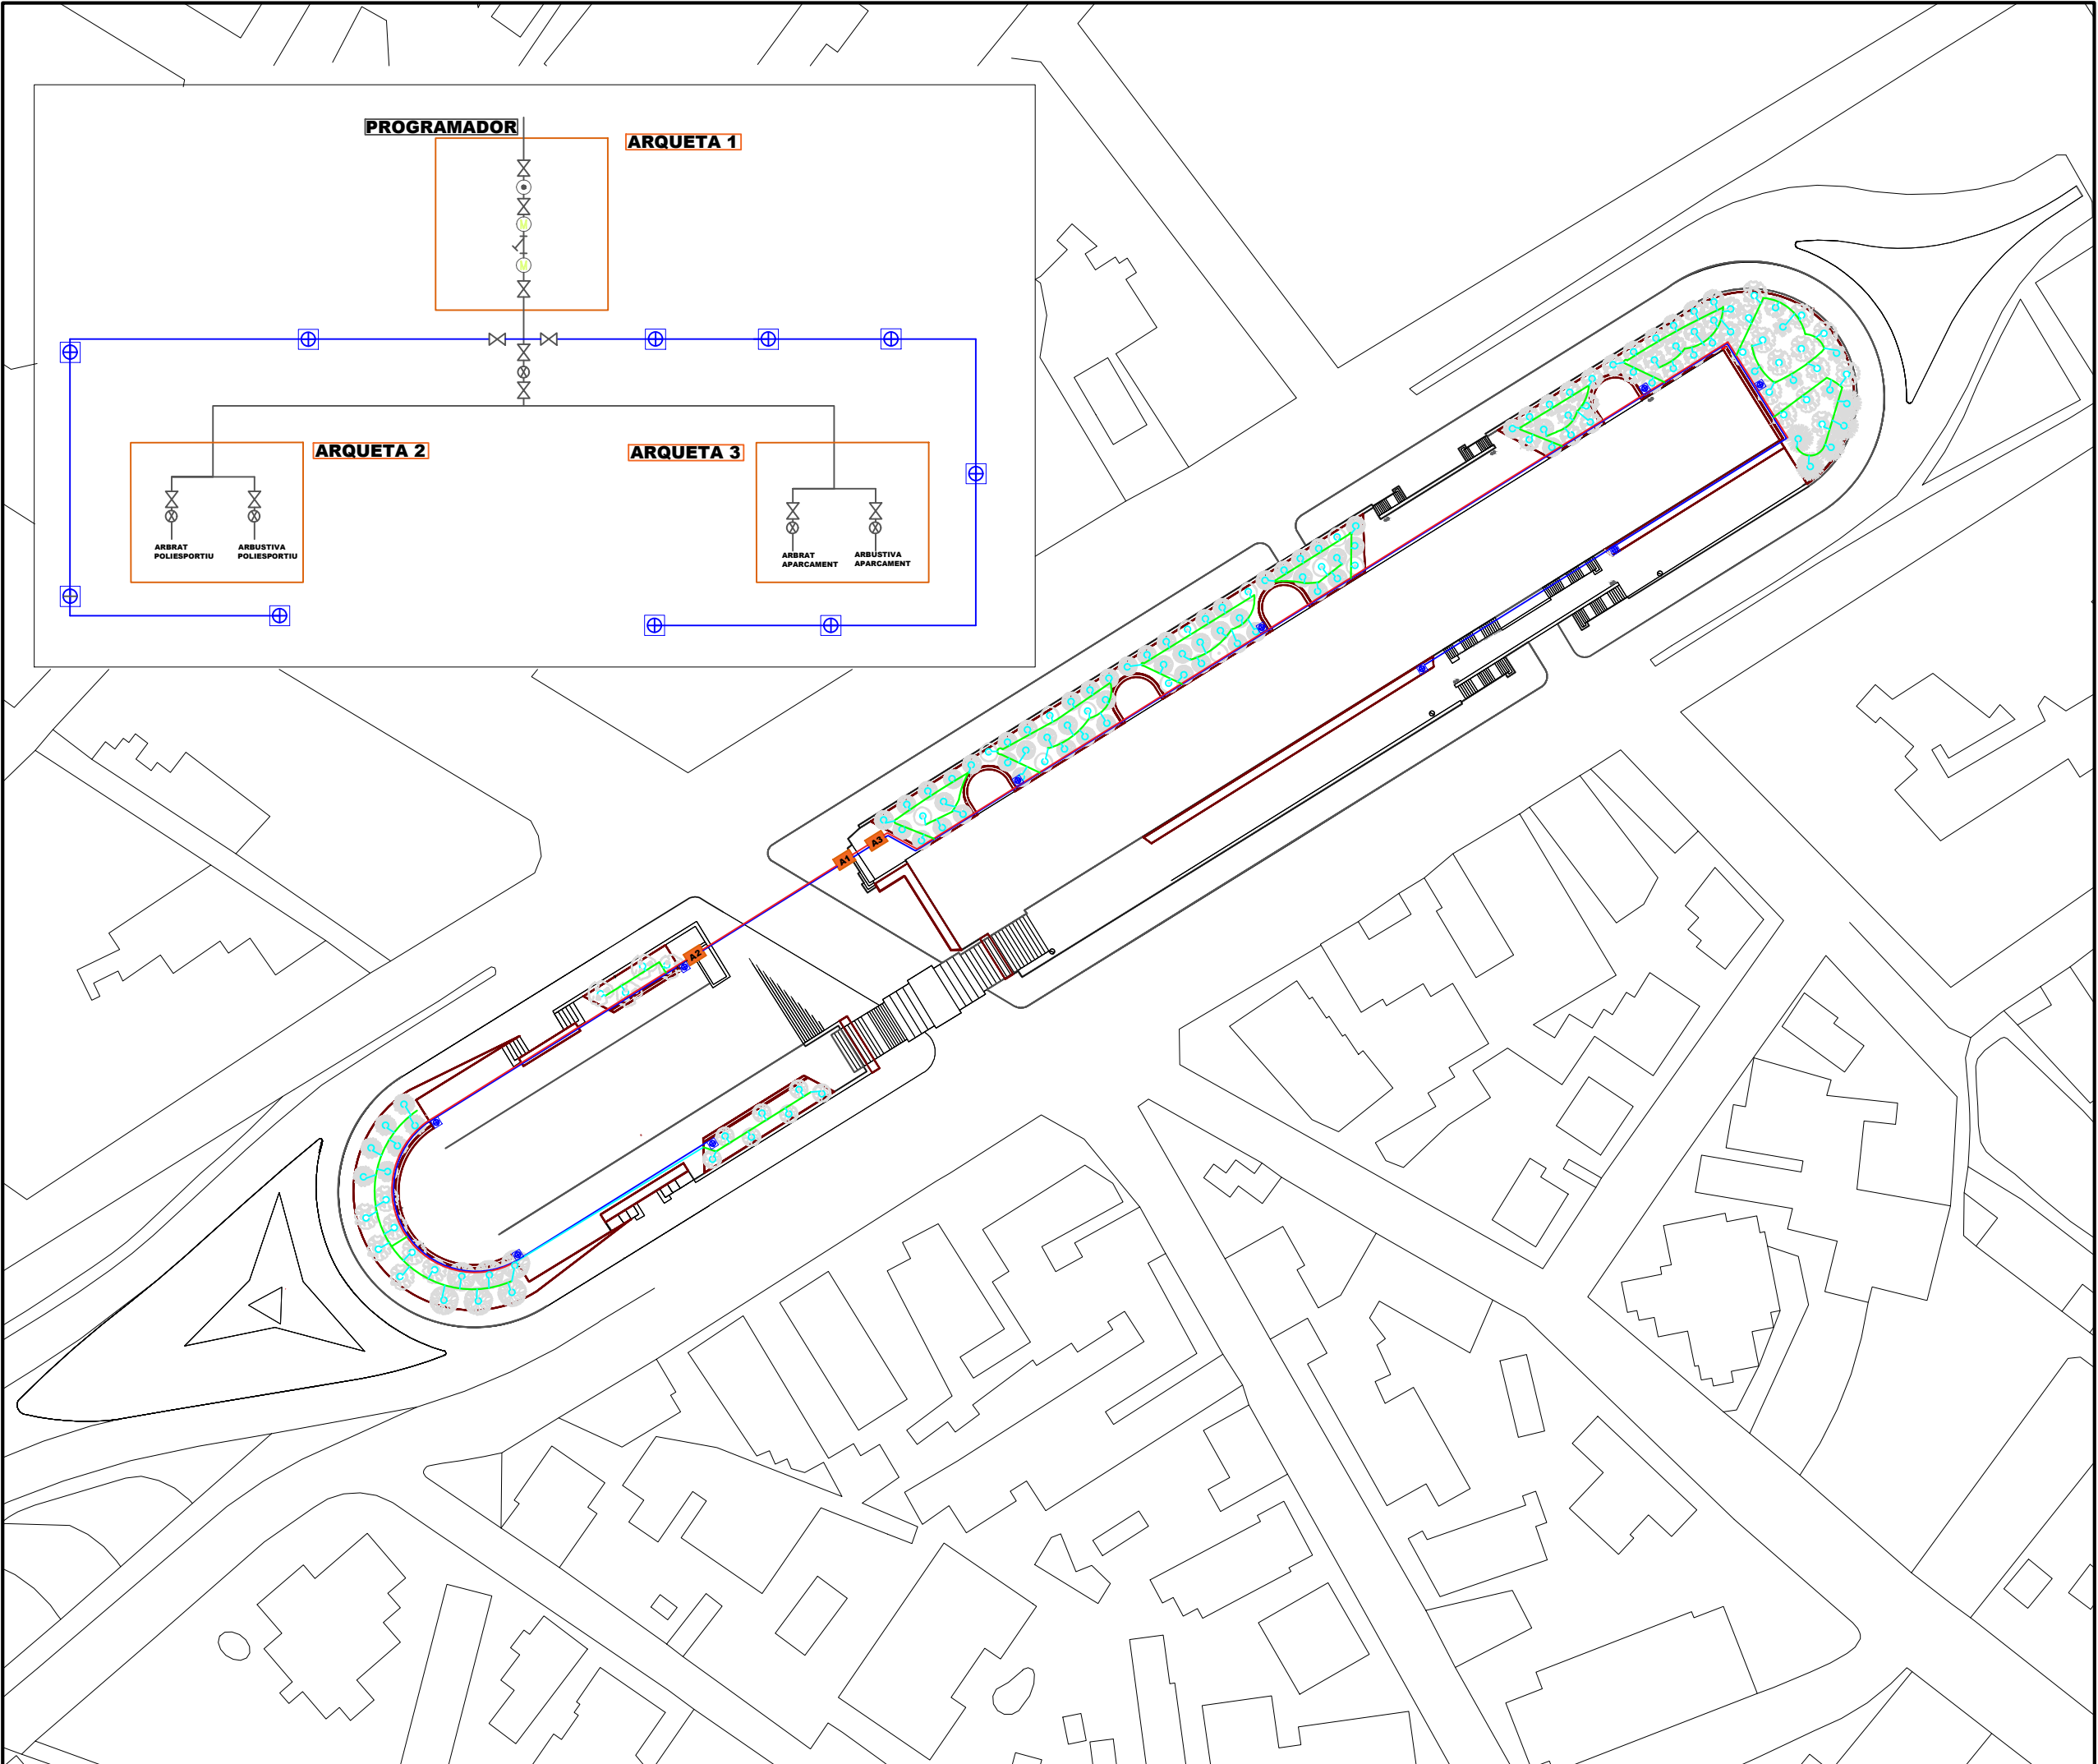 PROGRAMADOR
ARQUETA 1
ARQUETA 2
ARQUETA 3
ARBRAT
POLIESPORTIU
ARBUSTIVA
POLIESPORTIU
ARBRAT
APARCAMENT
ARBUSTIVA
APARCAMENT
A3
A1
A2